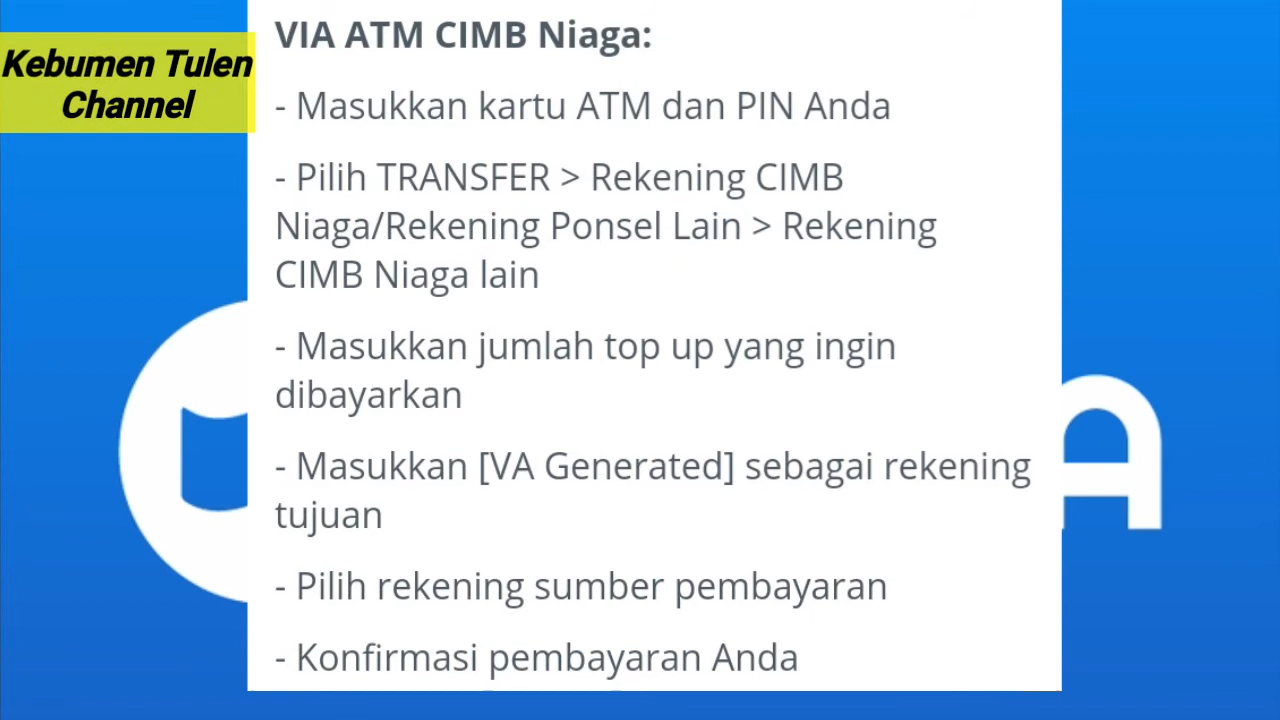 Kebumen Tulen
Channel
VIA ATM CIMB Niaga:
- Masukkan kartu ATM dan PIN Anda
- Pilih TRANSFER > Rekening CIMB
Niaga/Rekening Ponsel Lain > Rekening
CIMB Niaga lain
- Masukkan jumlah top up yang ingin
dibayarkan
- Masukkan [VA Generated] sebagai rekening
tujuan
- Pilih rekening sumber pembayaran
- Konfirmasi pembayaran Anda
A